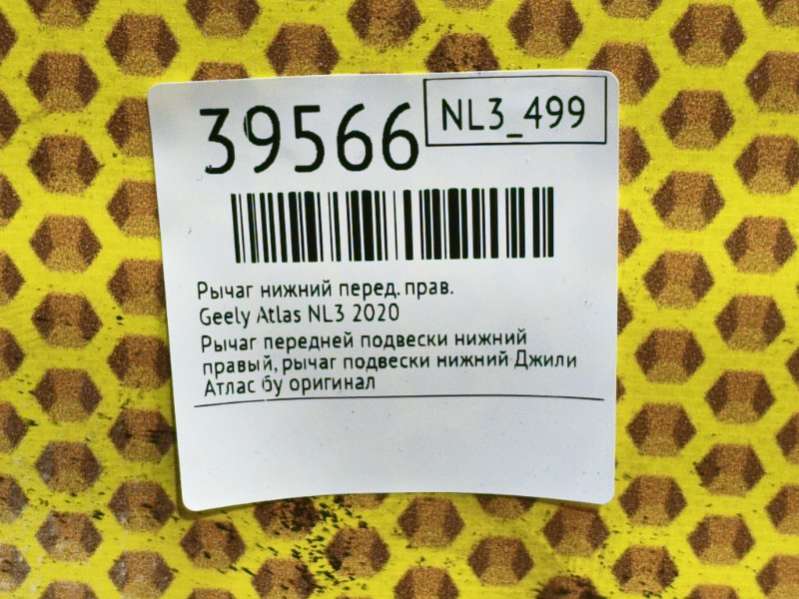 39566
NL3_499
Рычаг нижний перед. прав.
Geely Atlas NL3 2020
Рычаг передней подвески нижний
правый, рычаг подвески нижний Джили
Атлас бу оригинал